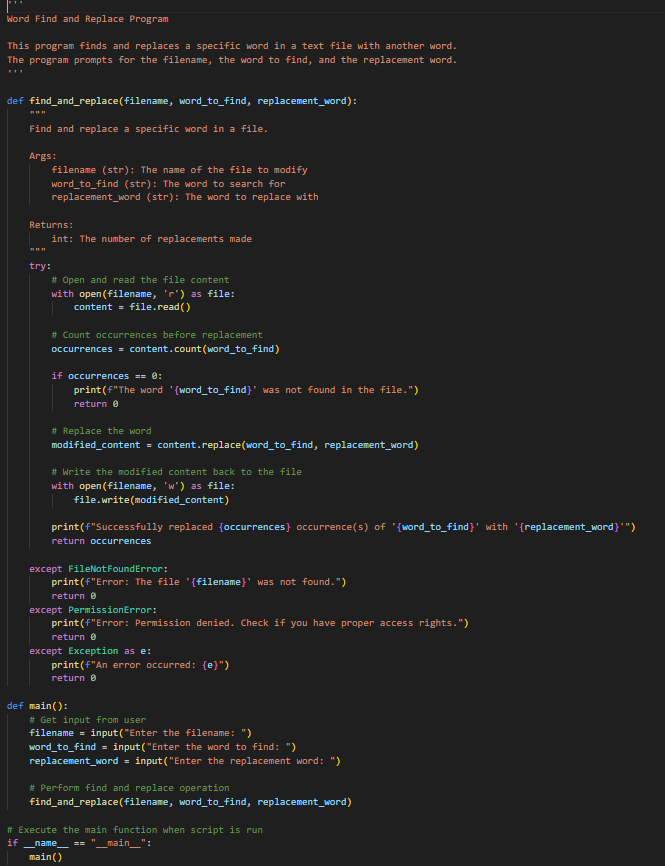 '''
Word Find and Replace Program

This program finds and replaces a specific word in a text file with another word.
The program prompts for the filename, the word to find, and the replacement word.
'''

def find_and_replace(filename, word_to_find, replacement_word):
    """
    Find and replace a specific word in a file.

    Args:
        filename (str): The name of the file to modify
        word_to_find (str): The word to search for
        replacement_word (str): The word to replace with

    Returns:
        int: The number of replacements made
    """
    try:
        # Open and read the file content
        with open(filename, 'r') as file:
            content = file.read()

        # Count occurrences before replacement
        occurrences = content.count(word_to_find)

        if occurrences == 0:
            print(f"The word '{word_to_find}' was not found in the file.")
            return 0

        # Replace the word
        modified_content = content.replace(word_to_find, replacement_word)

        # Write the modified content back to the file
        with open(filename, 'w') as file:
            file.write(modified_content)

        print(f"Successfully replaced {occurrences} occurrence(s) of '{word_to_find}' with '{replacement_word}'")
        return occurrences

    except FileNotFoundError:
        print(f"Error: The file '{filename}' was not found.")
        return 0
    except PermissionError:
        print(f"Error: Permission denied. Check if you have proper access rights.")
        return 0
    except Exception as e:
        print(f"An error occurred: {e}")
        return 0

def main():
    # Get input from user
    filename = input("Enter the filename: ")
    word_to_find = input("Enter the word to find: ")
    replacement_word = input("Enter the replacement word: ")

    # Perform find and replace operation
    find_and_replace(filename, word_to_find, replacement_word)

# Execute the main function when script is run
if __name__ == "__main__":
    main()